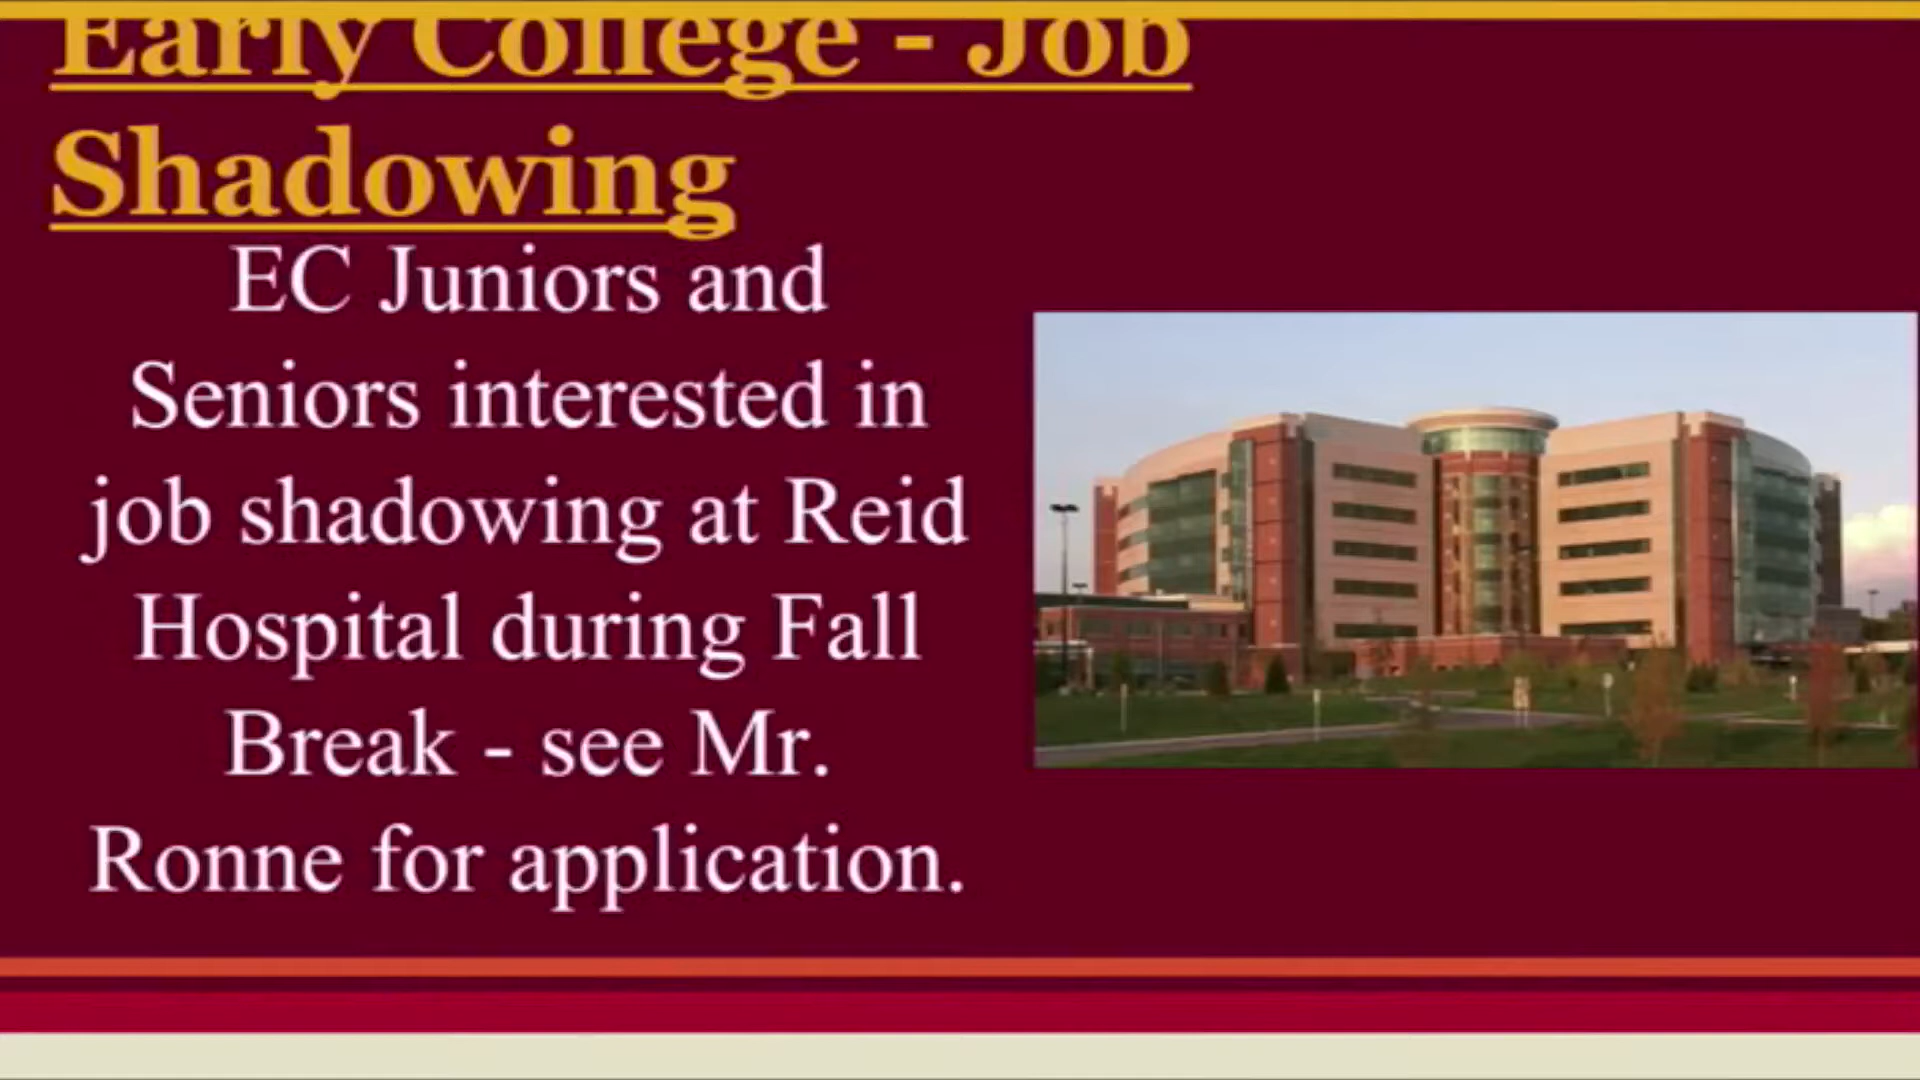 Early College - Job
Shadowing
EC Juniors and
Seniors interested in
job shadowing at Reid
Hospital during Fall
Break - see Mr.
Ronne for application.